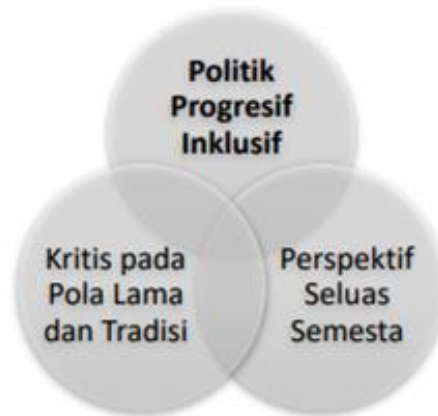 Politik
Progresif
Inklusif
Kritis pada
Pola Lama
dan Tradisi
Perspektif
Seluas
Semesta